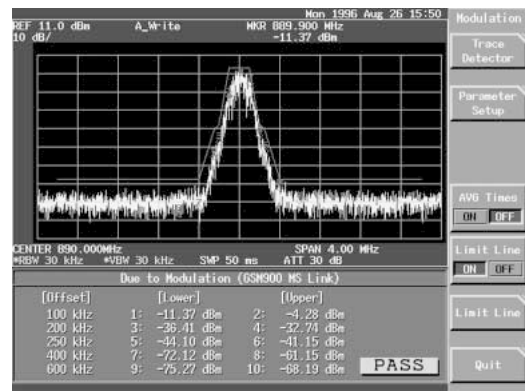 Mon 1996 Aug 26 15:50
REF 11.0 dBm A_Write MKR 889.900 MHz
10 dB/ -11.37 dBm
CENTER 890.000MHz SPAN 4.00 MHz
*RBW 30 kHz *VBW 30 kHz SWP 50 ms ATT 30 dB
Due to Modulation (GSM900 MS Link)
[Offset] [Lower] [Upper]
100 kHz 1: -11.37 dBm 2: -4.28 dBm
200 kHz 3: -36.41 dBm 4: -32.74 dBm
250 kHz 5: -44.10 dBm 6: -41.15 dBm
400 kHz 7: -72.12 dBm 8: -61.15 dBm
600 kHz 9: -75.27 dBm 10: -68.19 dBm
PASS
Modulation
Trace
Detector
Parameter
Setup
AVG Times
ON OFF
Limit Line
ON OFF
Limit Line
Quit